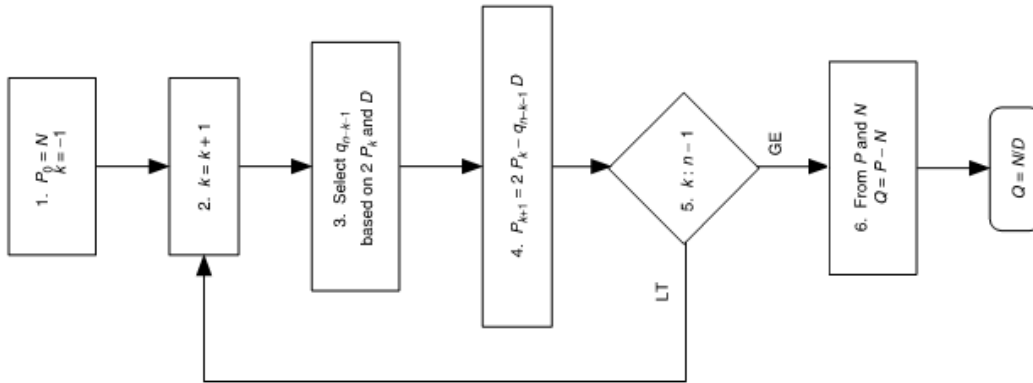 1. P₀ = N
k = −1
2. k = k + 1
3. Select qₙ₋ₖ₋₁
based on 2 Pₖ and D
4. Pₖ₊₁ = 2 Pₖ − qₙ₋ₖ₋₁ D
5. k : n − 1
LT
GE
6. From P and N
Q = P − N
Q = N/D